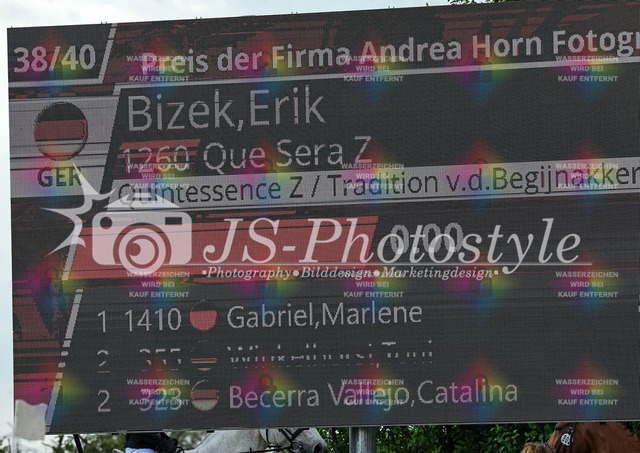 38/40 Preis der Firma Andrea Horn Fotogr
Bizek,Erik
1260 Que Sera Z
GER
Quintessence Z / Tradition v.d.Begijnakker
0.00
JS-Photostyle
•Photography•Bilddesign•Marketingdesign•
1 1410 Gabriel,Marlene
2 355
2 923 Becerra Vallejo,Catalina
WASSERZEICHEN
WIRD BEI
KAUF ENTFERNT